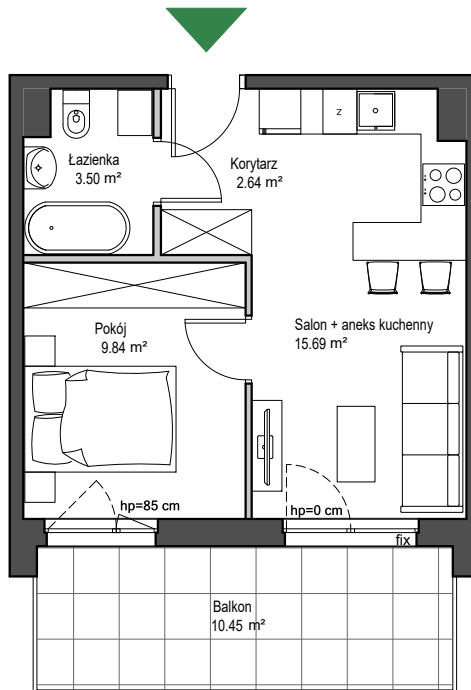 z
Łazienka
3.50 m²
Korytarz
2.64 m²
Pokój
9.84 m²
Salon + aneks kuchenny
15.69 m²
hp=85 cm
hp=0 cm
fix
Balkon
10.45 m²